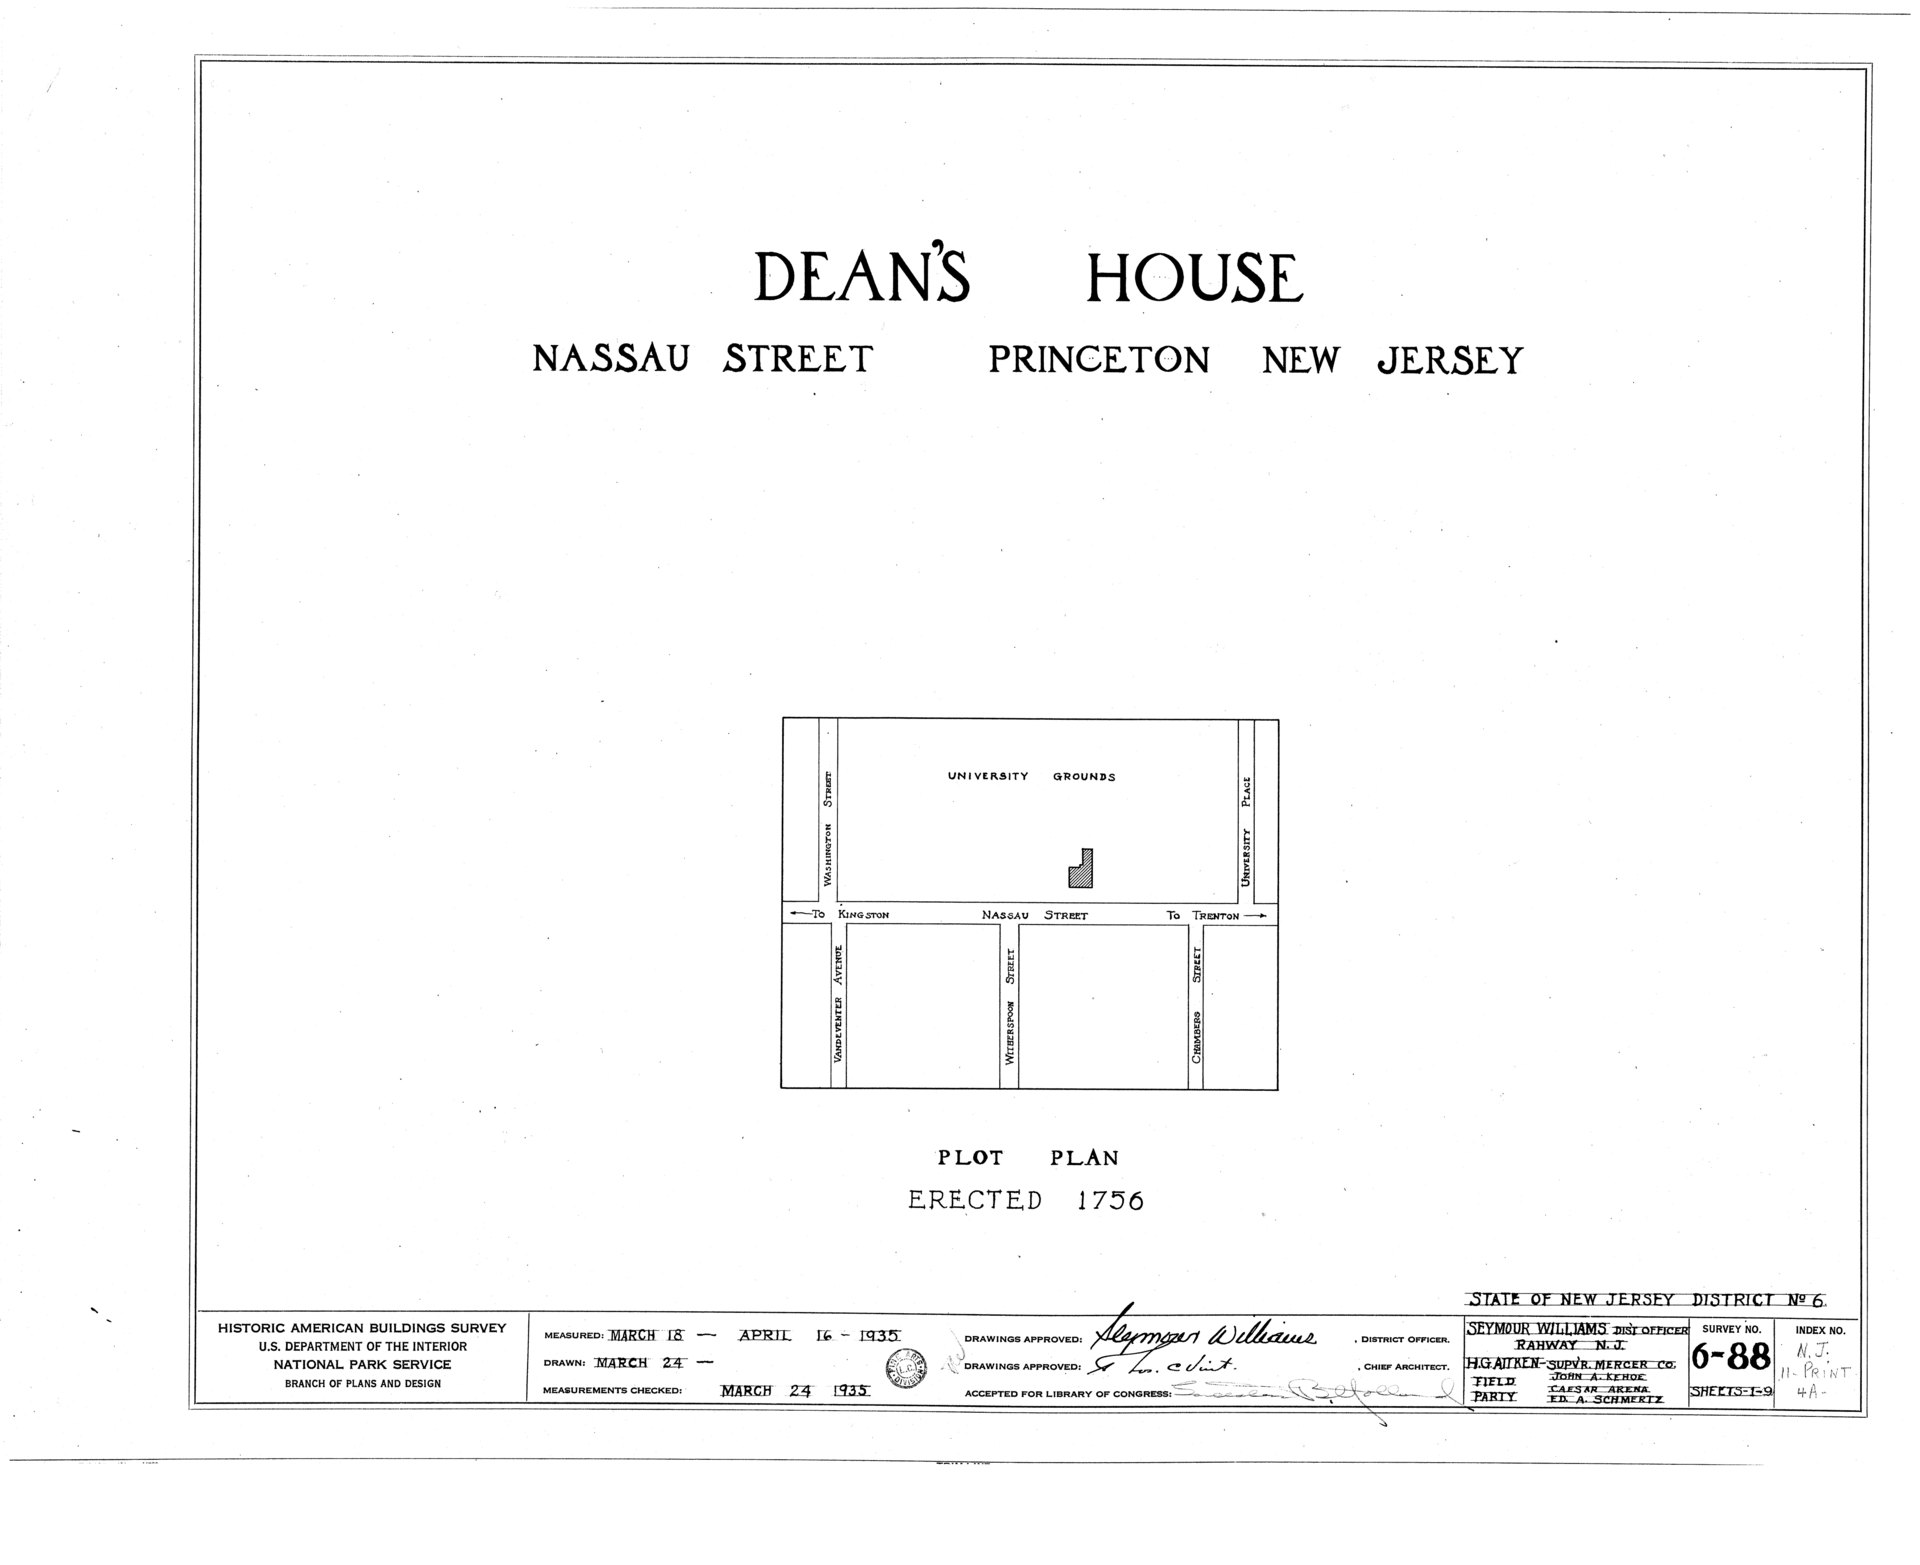 DEAN'S HOUSE
NASSAU STREET PRINCETON NEW JERSEY
UNIVERSITY GROUNDS
WASHINGTON STREET
UNIVERSITY PLACE
←TO KINGSTON NASSAU STREET TO TRENTON→
VANDEVENTER AVENUE
WITHERSPOON STREET
CHAMBERS STREET
PLOT PLAN
ERECTED 1756
STATE OF NEW JERSEY DISTRICT Nº 6.
HISTORIC AMERICAN BUILDINGS SURVEY
U.S. DEPARTMENT OF THE INTERIOR
NATIONAL PARK SERVICE
BRANCH OF PLANS AND DESIGN
MEASURED: MARCH 18 — APRIL 16 - 1935
DRAWN: MARCH 24 —
MEASUREMENTS CHECKED: MARCH 24 1935
FINE ARTS DIVISION L.C.
DRAWINGS APPROVED: Seymour Williams, DISTRICT OFFICER.
DRAWINGS APPROVED: , CHIEF ARCHITECT.
ACCEPTED FOR LIBRARY OF CONGRESS:
SEYMOUR WILLIAMS DIST OFFICER
RAHWAY N. J.
H.G. AITKEN-SUPV'R. MERCER CO.
FIELD PARTY
JOHN A. KEHOE
CAESAR ARENA
ED. A. SCHMERTZ
SURVEY NO.
6-88
SHEETS-1-9
INDEX NO.
N.J.
11-PRINT
4A-